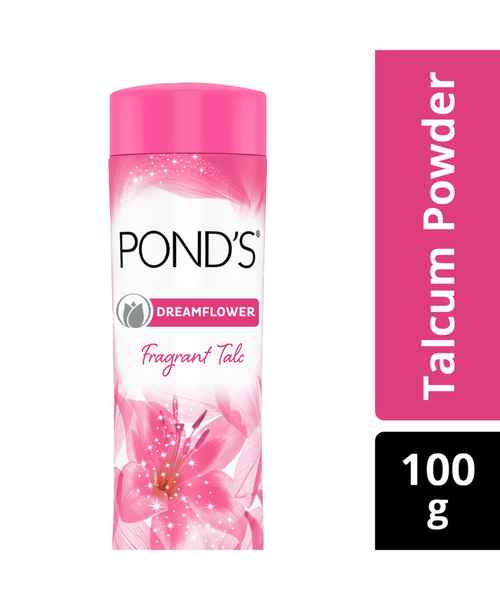 POND'S®
DREAMFLOWER
Fragrant Talc
Talcum Powder
100
g